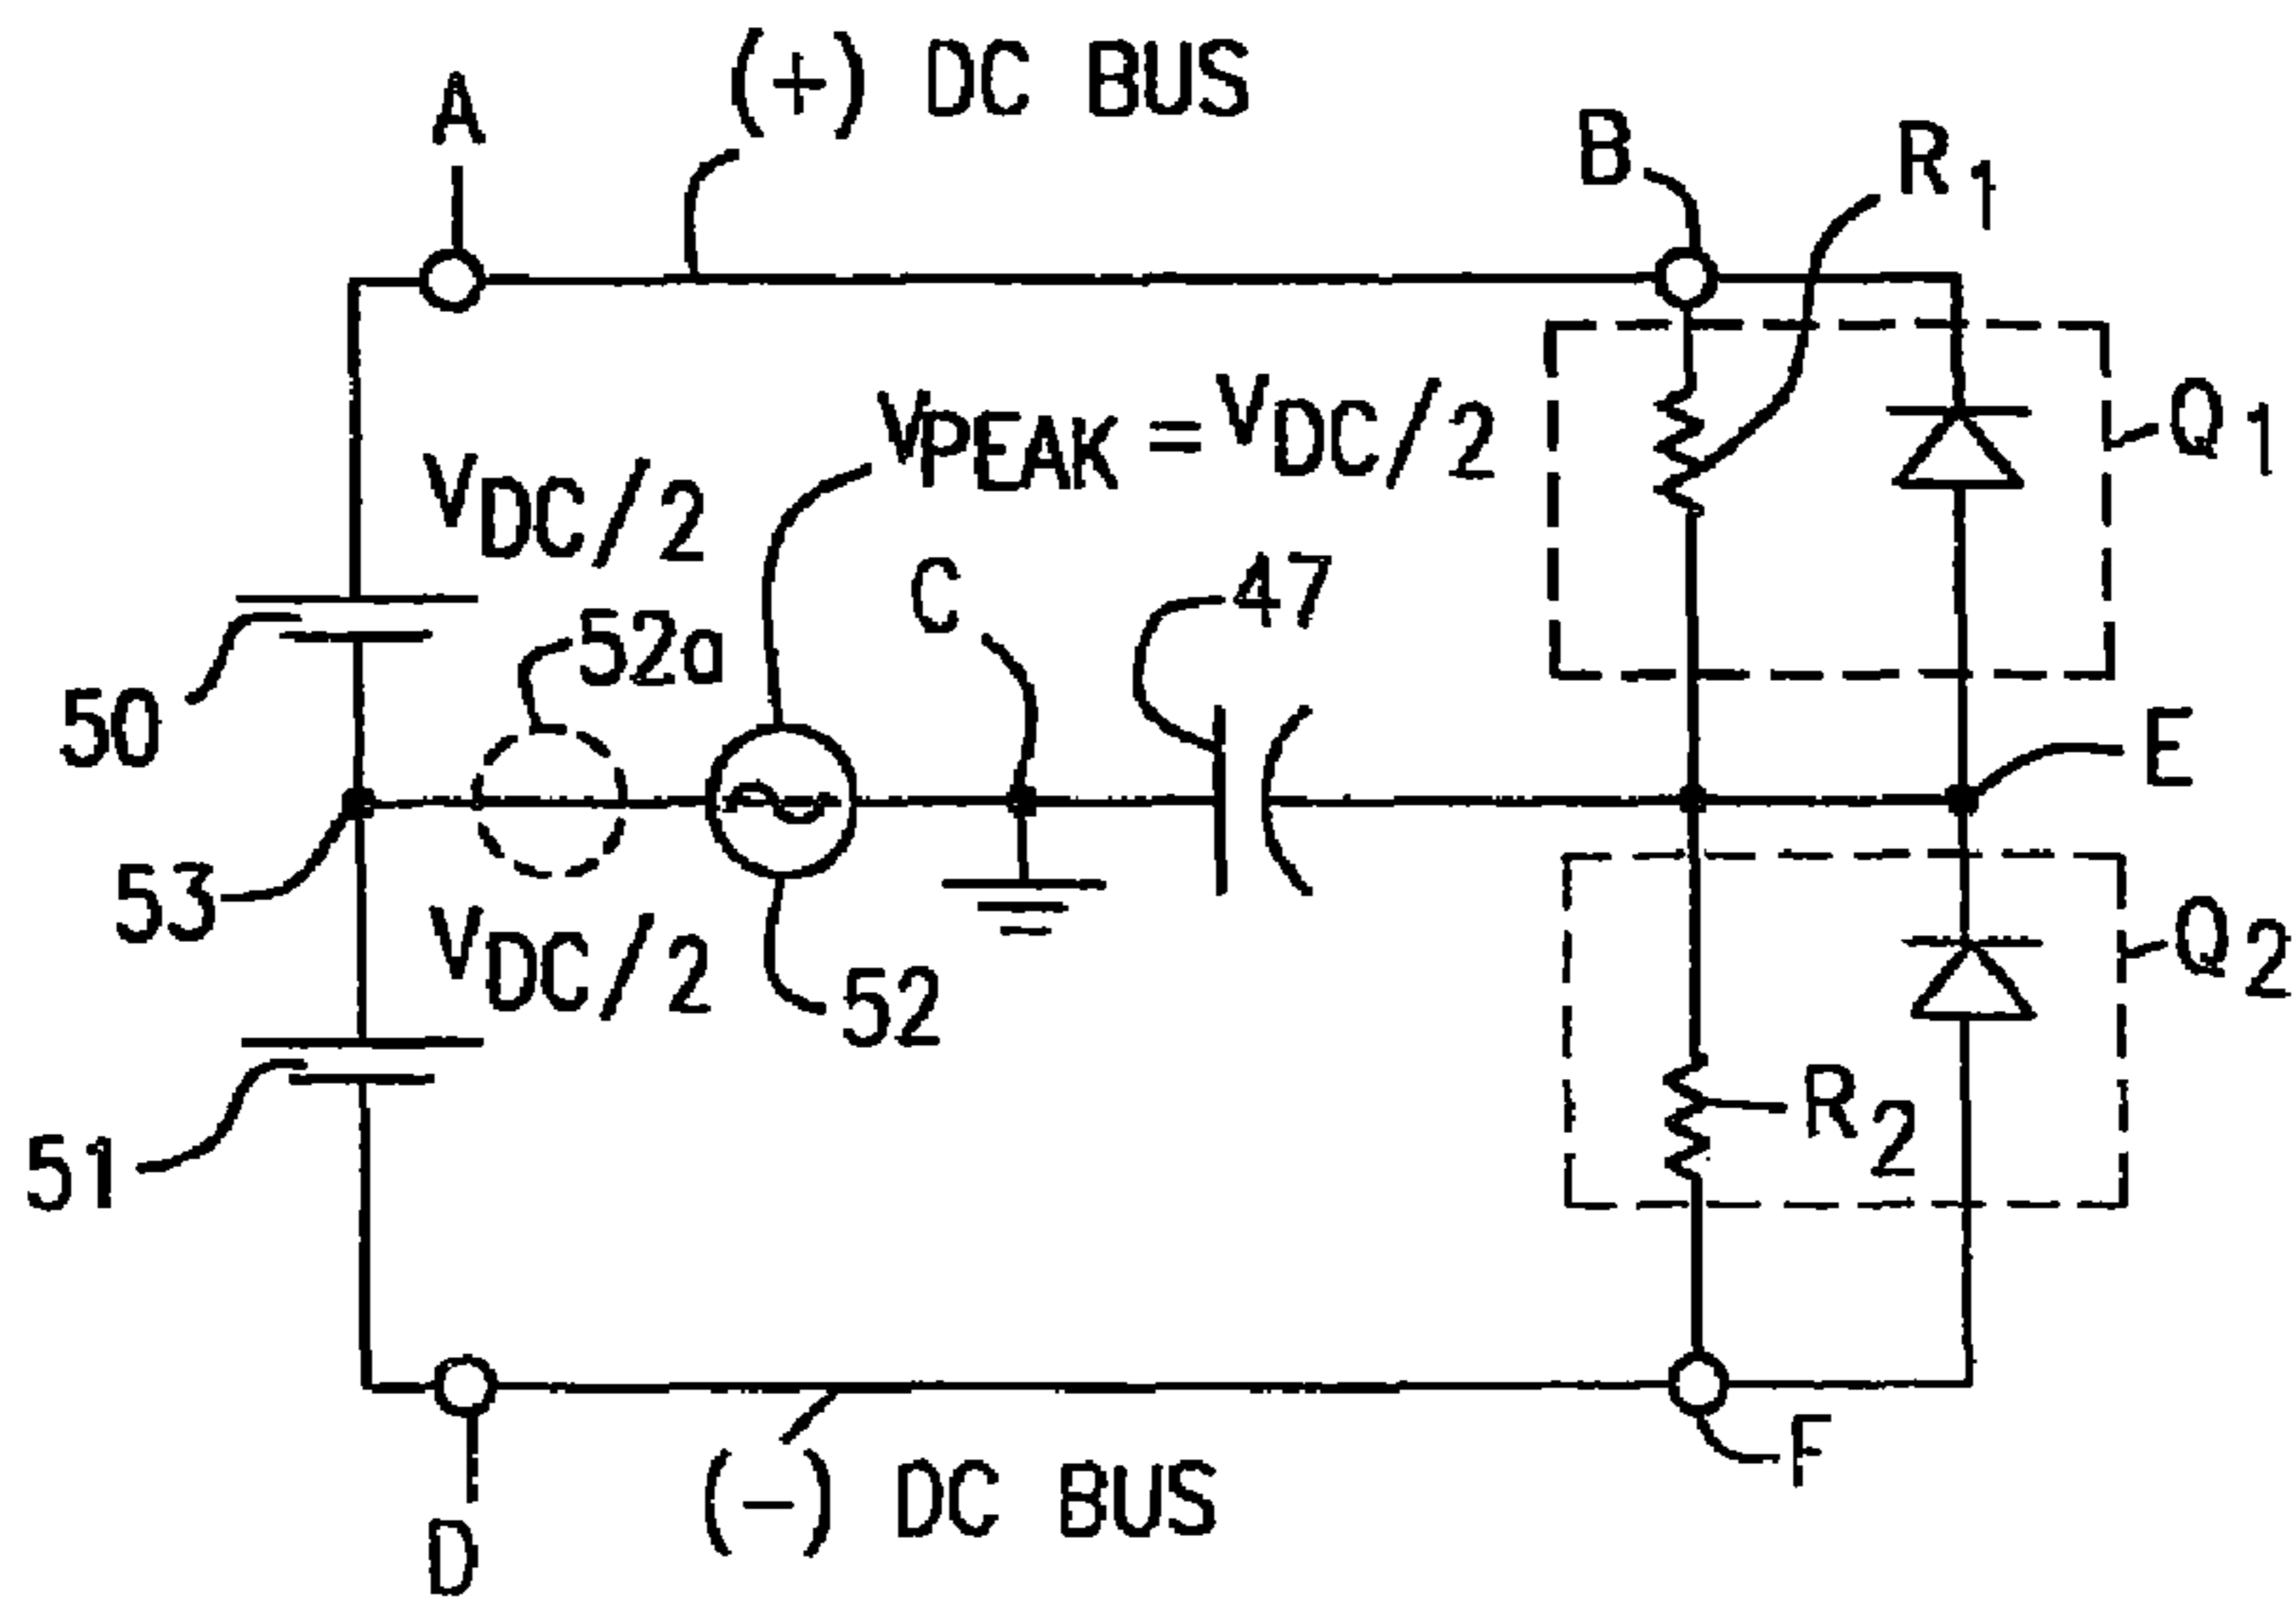 A
(+) DC BUS
B
R1
VPEAK = VDC/2
Q1
VDC/2
C
47
52a
50
E
53
VDC/2
52
Q2
R2
51
F
(-) DC BUS
D